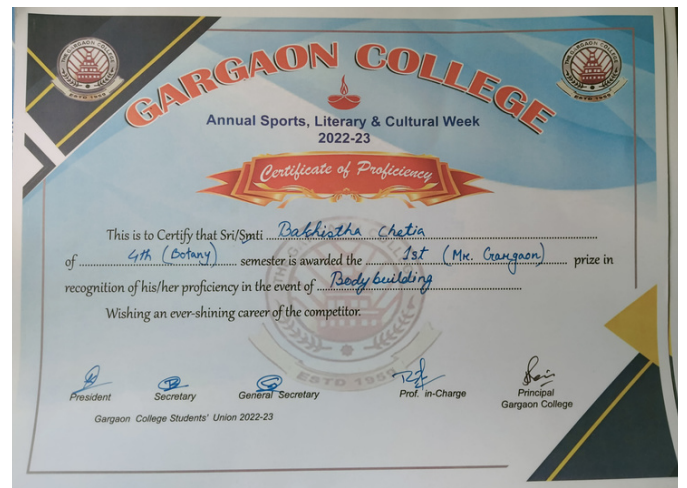 GARGAON COLLEGE
Annual Sports, Literary & Cultural Week
2022-23
Certificate of Proficiency
This is to Certify that Sri/Smti Bakhistha Chetia
of 4th (Botany) semester is awarded the 1st (Mr. Gargaon) prize in
recognition of his/her proficiency in the event of Bodybuilding
Wishing an ever-shining career of the competitor.
ESTD 1959
President Secretary General Secretary Prof. in-Charge Principal
Gargaon College
Gargaon College Students' Union 2022-23